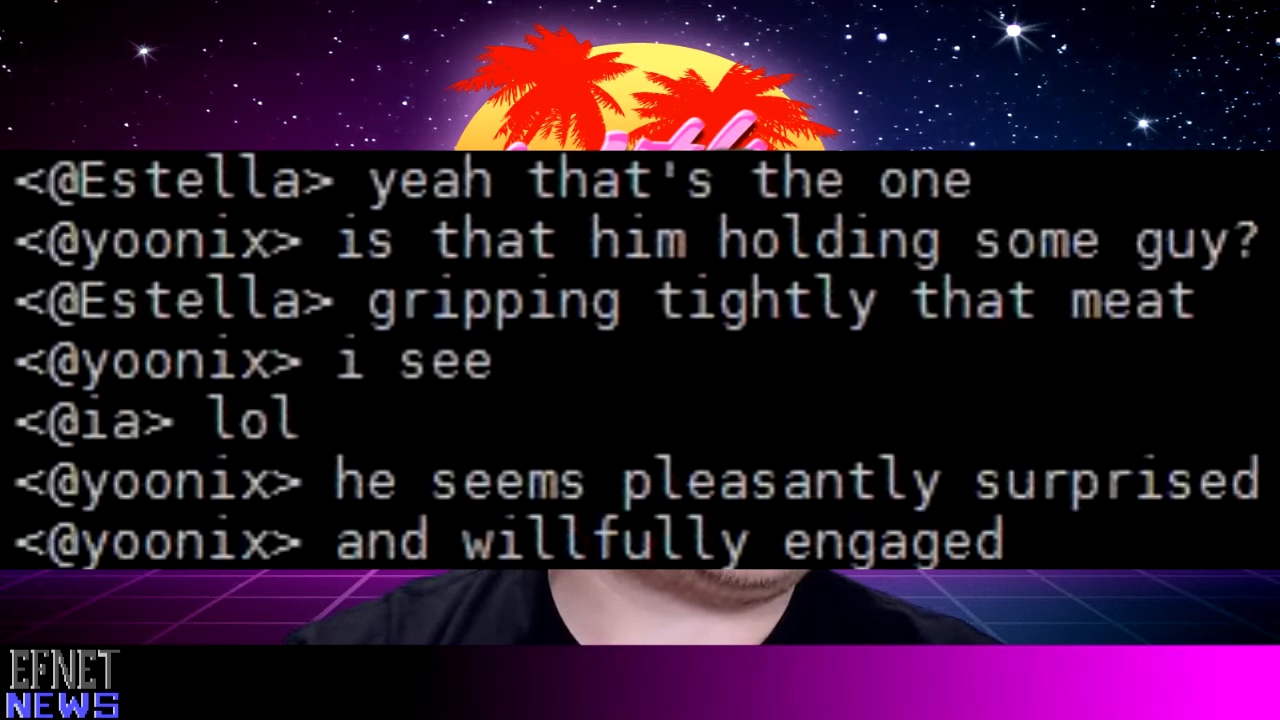 <@Estella> yeah that's the one
<@yoonix> is that him holding some guy?
<@Estella> gripping tightly that meat
<@yoonix> i see
<@ia> lol
<@yoonix> he seems pleasantly surprised
<@yoonix> and willfully engaged
EFNET
NEWS